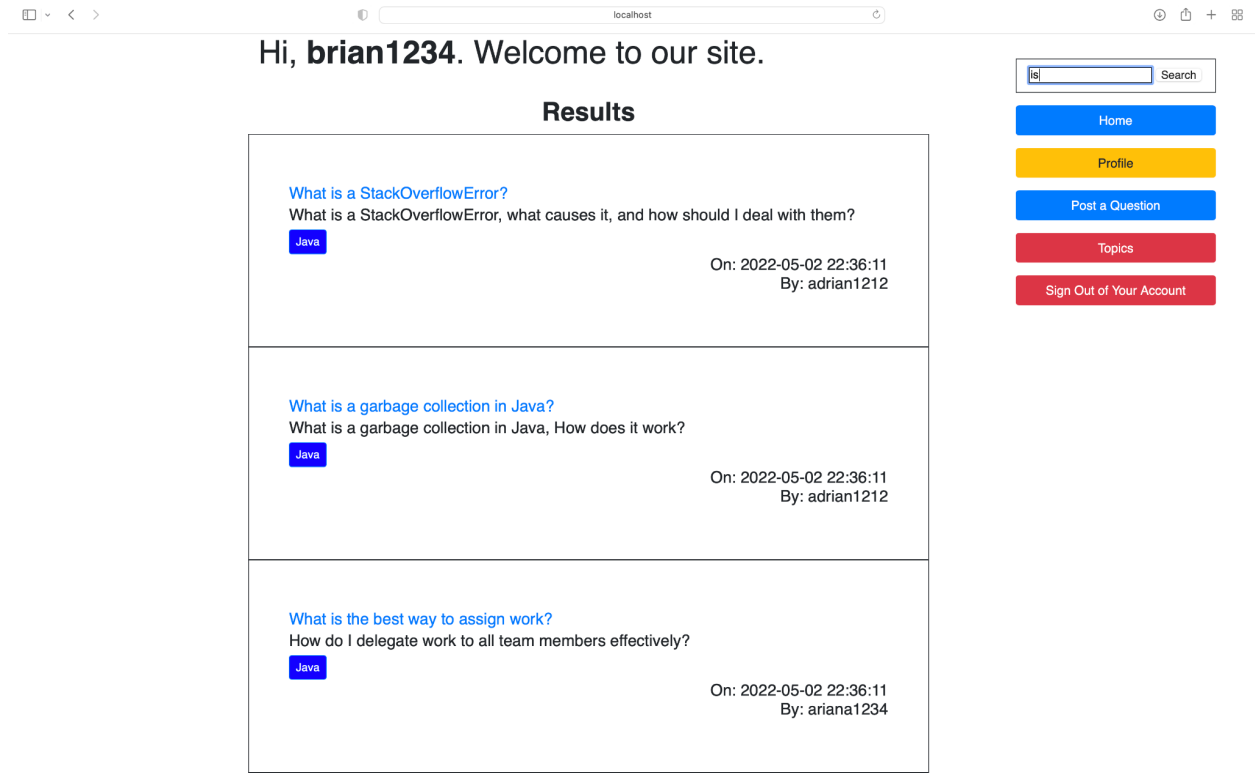 localhost
Hi, brian1234. Welcome to our site.
is
Search
Home
Profile
Post a Question
Topics
Sign Out of Your Account
Results
What is a StackOverflowError?
What is a StackOverflowError, what causes it, and how should I deal with them?
Java
On: 2022-05-02 22:36:11
By: adrian1212
What is a garbage collection in Java?
What is a garbage collection in Java, How does it work?
Java
On: 2022-05-02 22:36:11
By: adrian1212
What is the best way to assign work?
How do I delegate work to all team members effectively?
Java
On: 2022-05-02 22:36:11
By: ariana1234